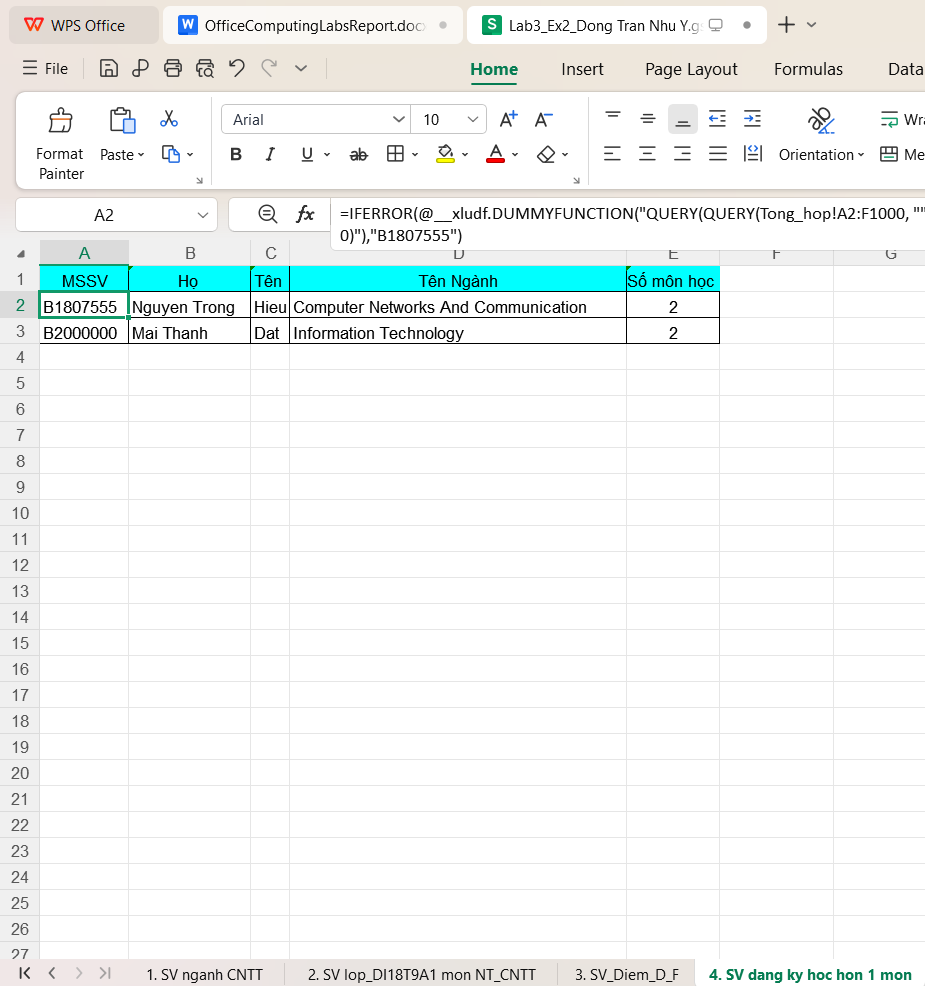 WPS Office OfficeComputingLabsReport.docx Lab3_Ex2_Dong Tran Nhu Y.gs
File Home Insert Page Layout Formulas Data
Arial 10
Format Painter Paste B I U ab A Orientation Wra Me
A2 fx =IFERROR(@__xludf.DUMMYFUNCTION("QUERY(QUERY(Tong_hop!A2:F1000, ""
0)"),"B1807555")
A B C D E F G
1 MSSV Họ Tên Tên Ngành Số môn học
2 B1807555 Nguyen Trong Hieu Computer Networks And Communication 2
3 B2000000 Mai Thanh Dat Information Technology 2
4
5
6
7
8
9
10
11
12
13
14
15
16
17
18
19
20
21
22
23
24
25
26
27
1. SV nganh CNTT 2. SV lop_DI18T9A1 mon NT_CNTT 3. SV_Diem_D_F 4. SV dang ky hoc hon 1 mon